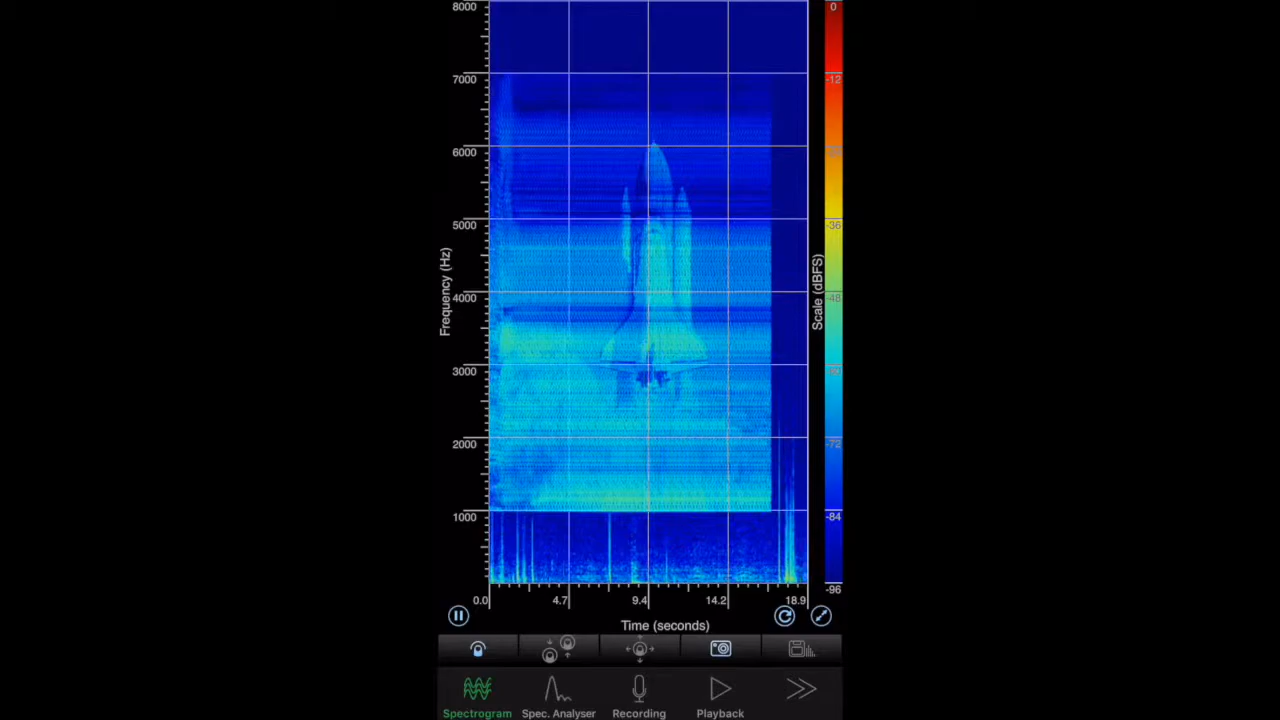 8000
7000
6000
5000
4000
3000
2000
1000
Frequency (Hz)
0
-12
-36
-48
-72
-84
-96
Scale (dBFS)
0.0
4.7
9.4
14.2
18.9
Time (seconds)
Spectrogram
Spec. Analyser
Recording
Playback